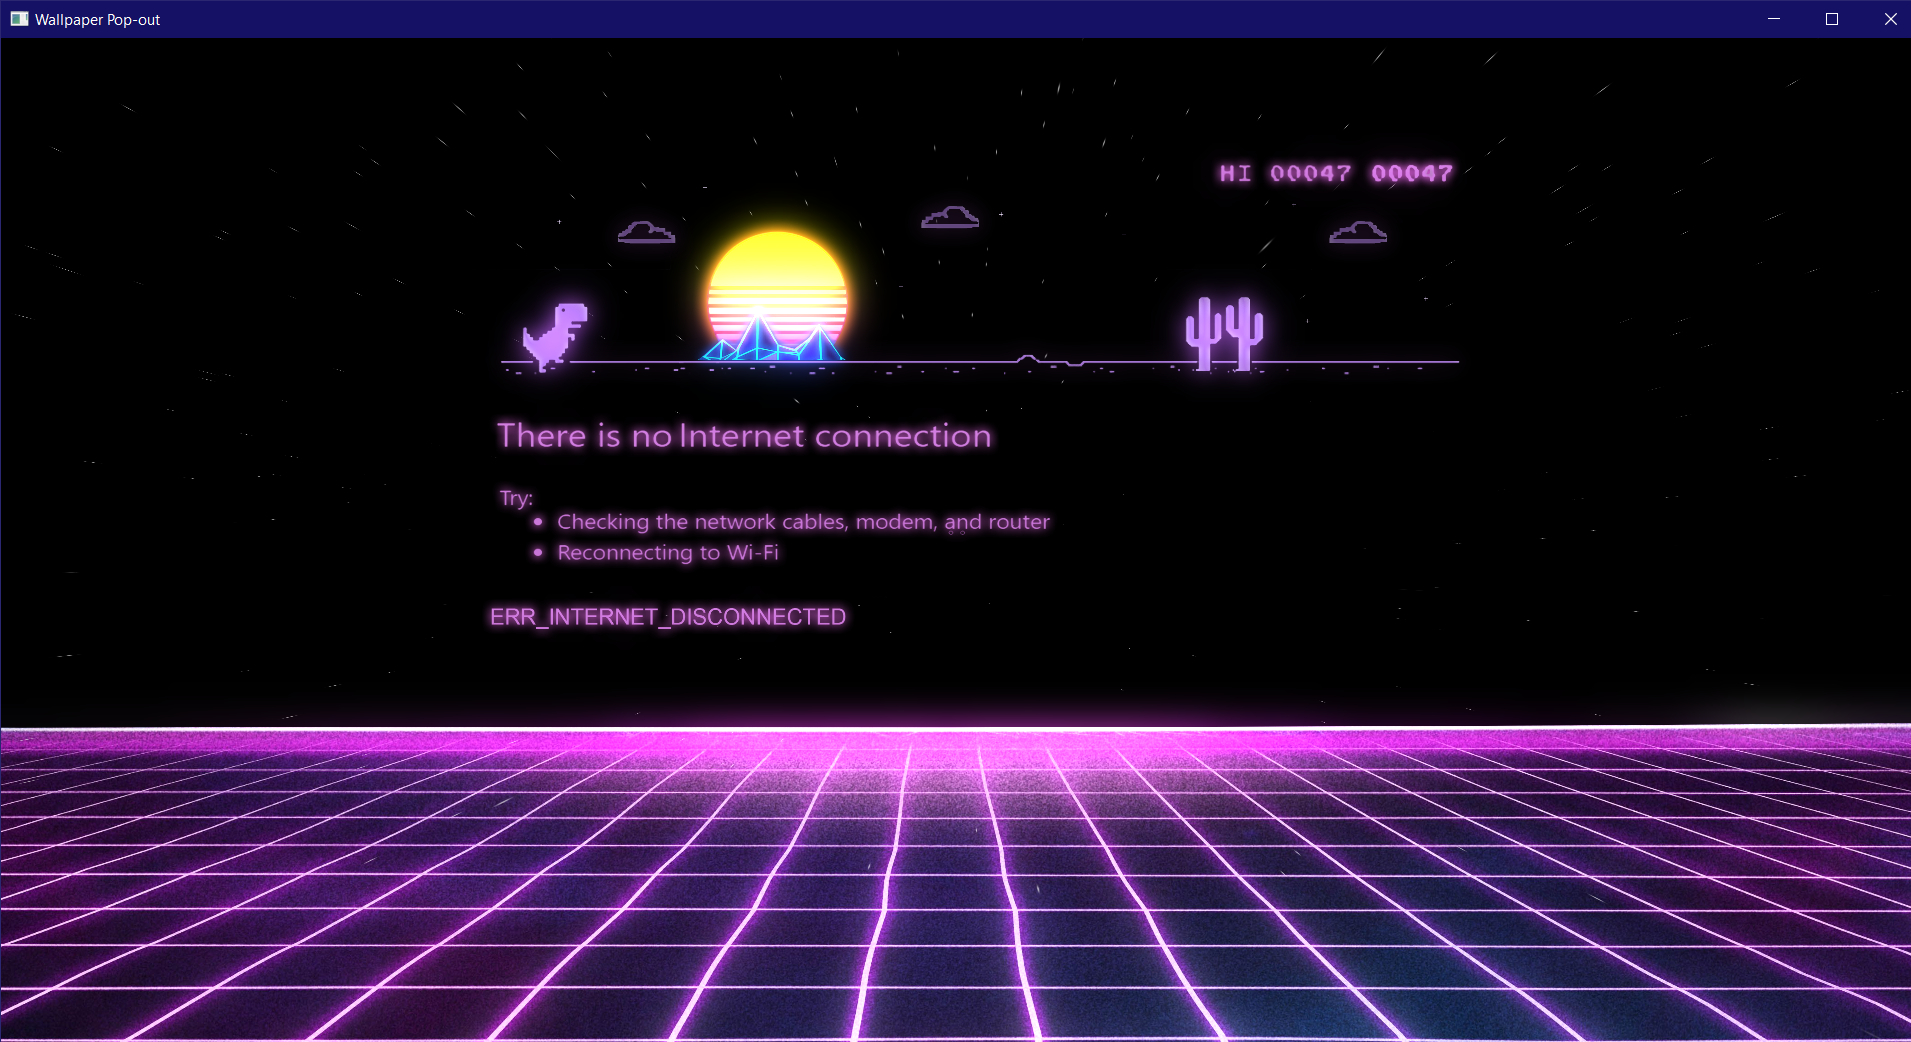 Wallpaper Pop-out
HI 00047 00047
There is no Internet connection
Try:
• Checking the network cables, modem, and router
• Reconnecting to Wi-Fi
ERR_INTERNET_DISCONNECTED